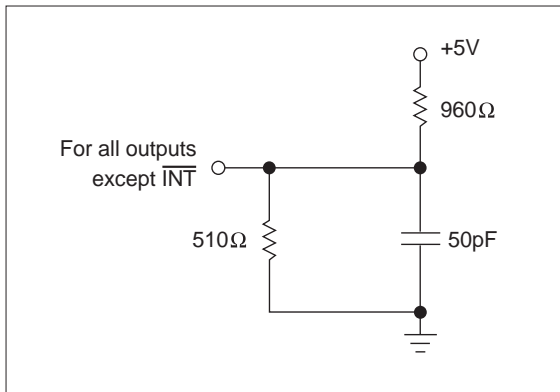 +5V
960Ω
For all outputs
except INT
510Ω
50pF